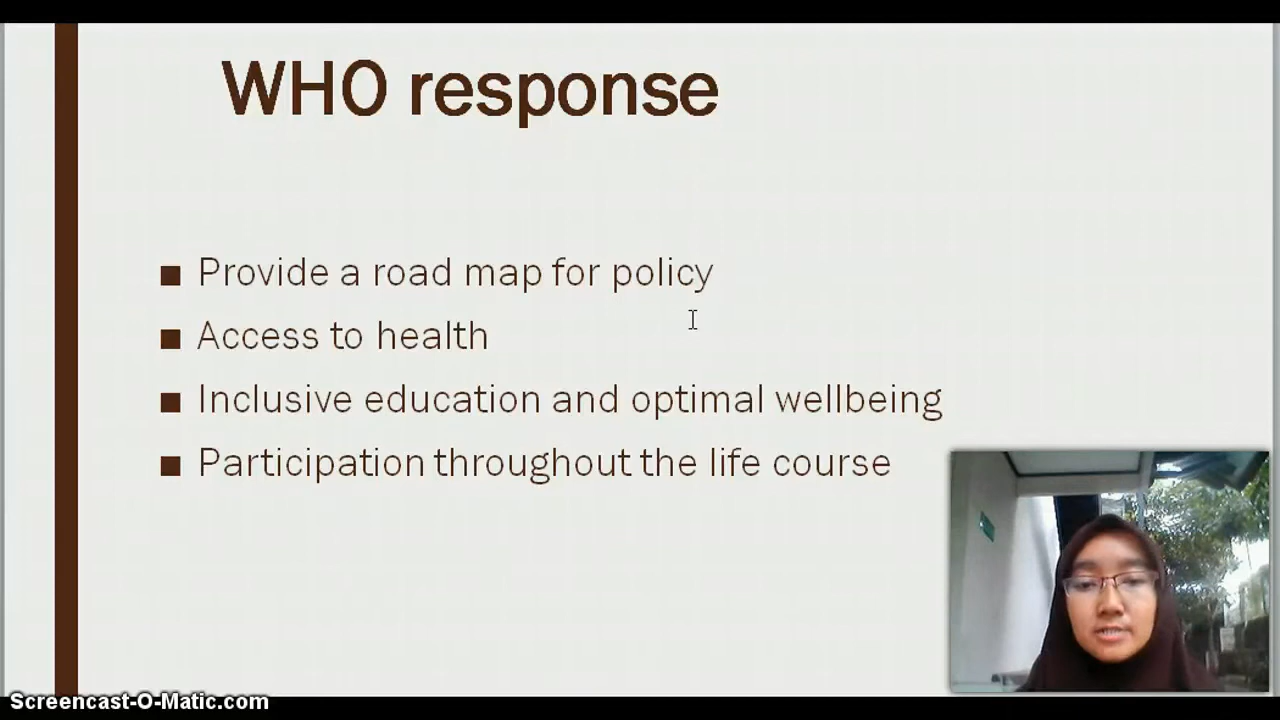 WHO response
■ Provide a road map for policy
■ Access to health
■ Inclusive education and optimal wellbeing
■ Participation throughout the life course
Screencast-O-Matic.com